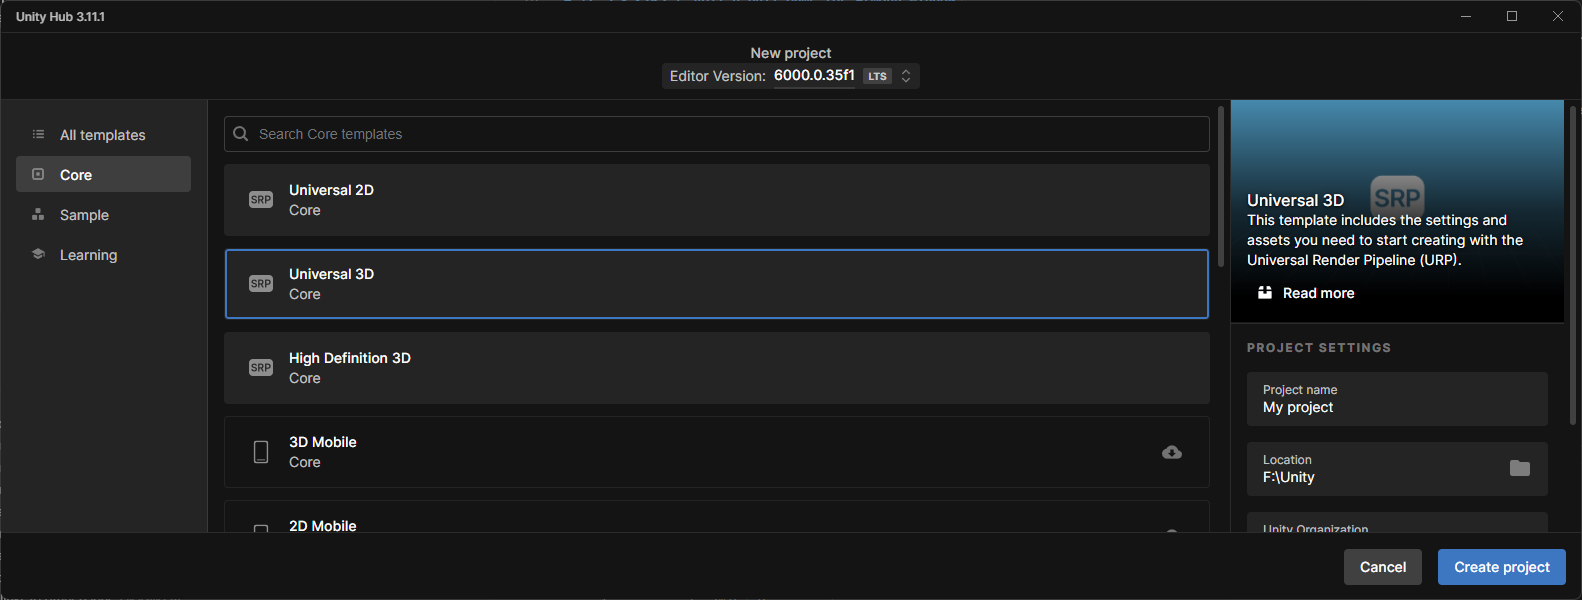 Unity Hub 3.11.1
New project
Editor Version: 6000.0.35f1 LTS
All templates
Core
Sample
Learning
Search Core templates
SRP
Universal 2D
Core
SRP
Universal 3D
Core
SRP
High Definition 3D
Core
3D Mobile
Core
2D Mobile
SRP
Universal 3D
This template includes the settings and
assets you need to start creating with the
Universal Render Pipeline (URP).
Read more
PROJECT SETTINGS
Project name
My project
Location
F:\Unity
Unity Organization
Cancel
Create project